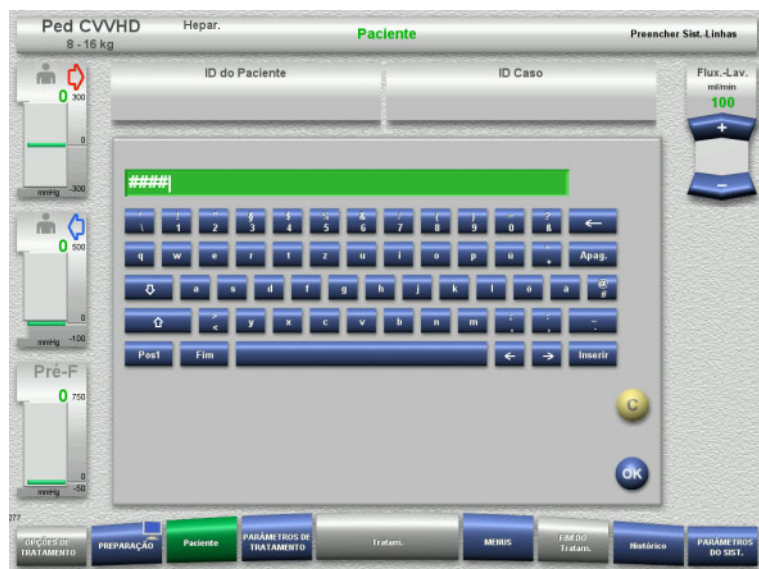 Ped CVVHD Hepar. Paciente Preencher Sist.-Linhas
8 - 16 kg
ID do Paciente ID Caso Flux.-Lav.
ml/min
100
+
–
0 300
0
mmHg -300
0 500
0
mmHg -100
Pré-F
0 750
0
mmHg -50
####
\ 1 2 3 4 5 6 7 8 9 0 ß ←
q w e r t z u i o p ü + Apag.
a s d f g h j k l ö ä @ #
> < y x c v b n m ; , : . _ -
Pos1 Fim ← → Inserir
C
OK
277
OPÇÕES DE TRATAMENTO PREPARAÇÃO Paciente PARÂMETROS DE TRATAMENTO Tratam. MENUS FIM DO Tratam. Histórico PARÂMETROS DO SIST.